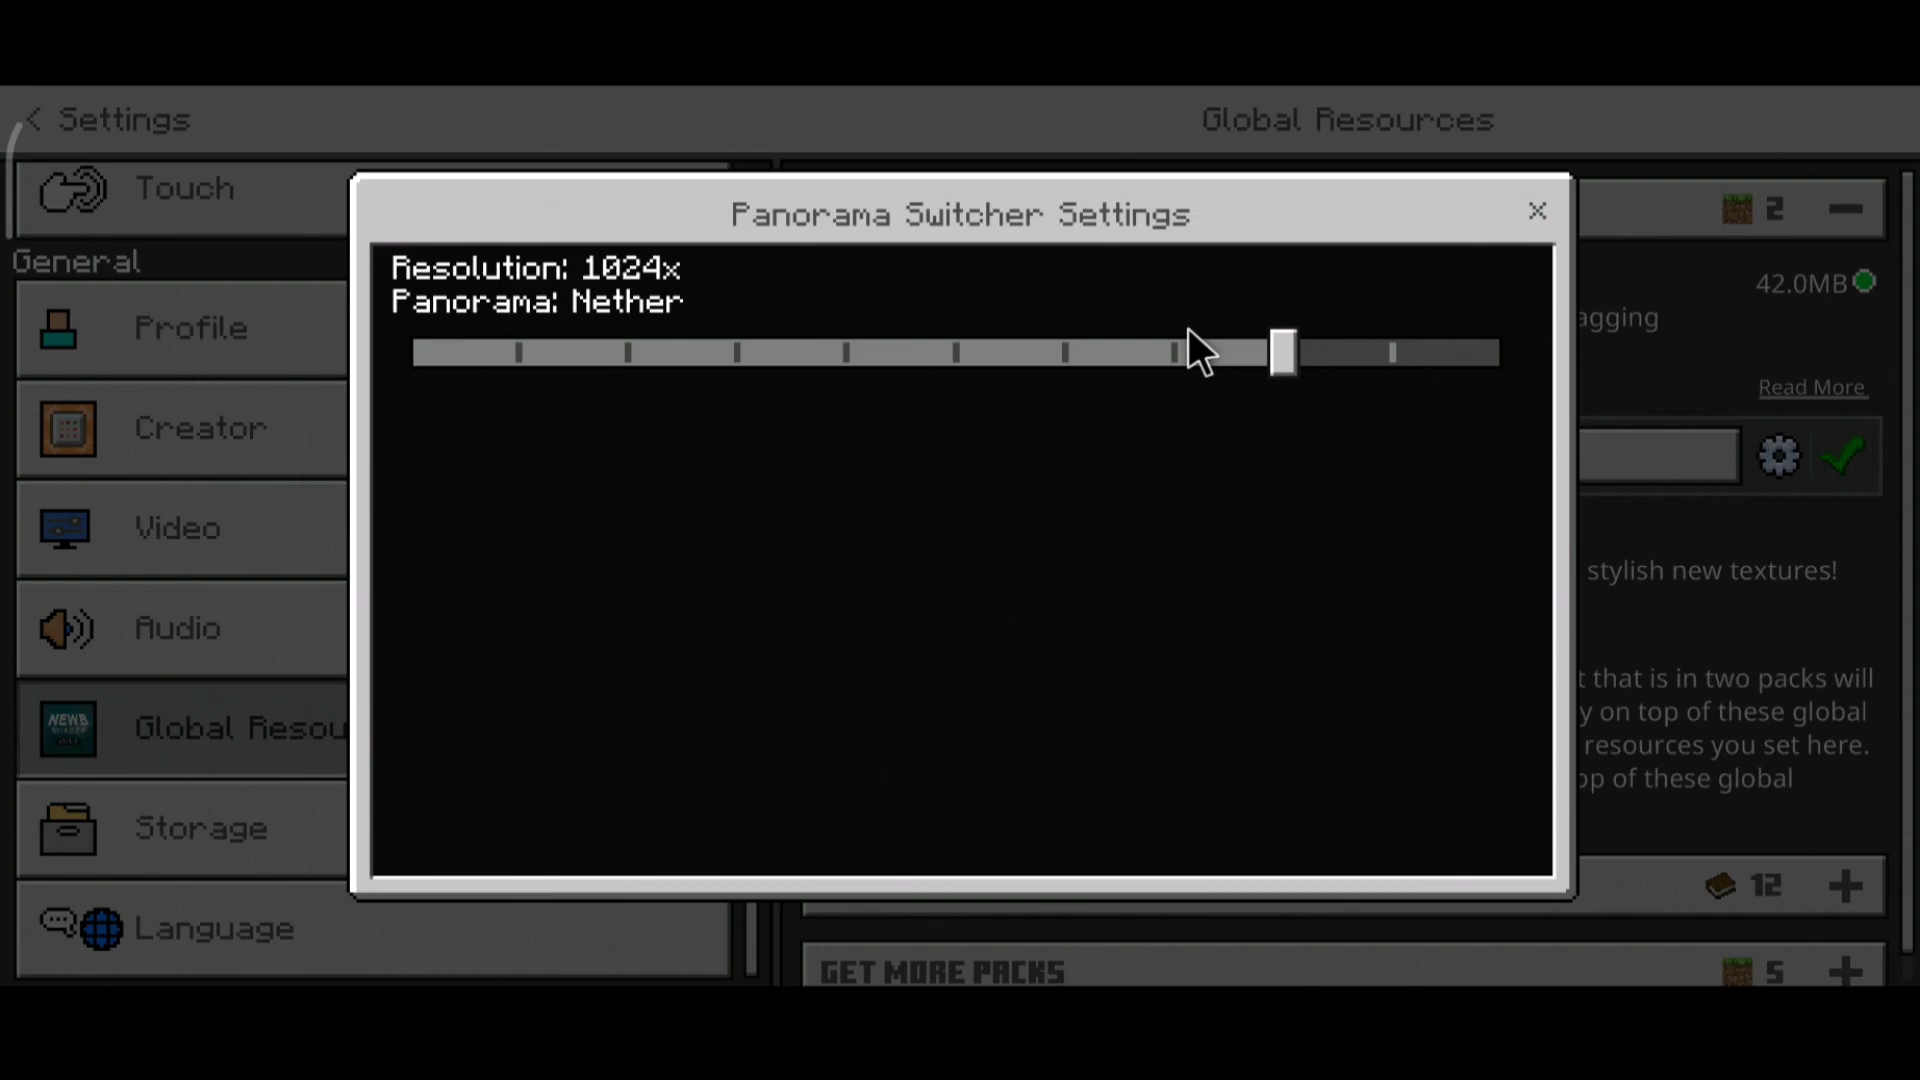 Settings
Global Resources
Touch
Panorama Switcher Settings
2
Resolution: 1024x
Panorama: Nether
General
42.0MB
agging
Profile
Read More
Creator
Video
stylish new textures!
Audio
t that is in two packs will
y on top of these global
NEWB
Global Resou
resources you set here.
op of these global
Storage
12
Language
GET MORE PACKS
5